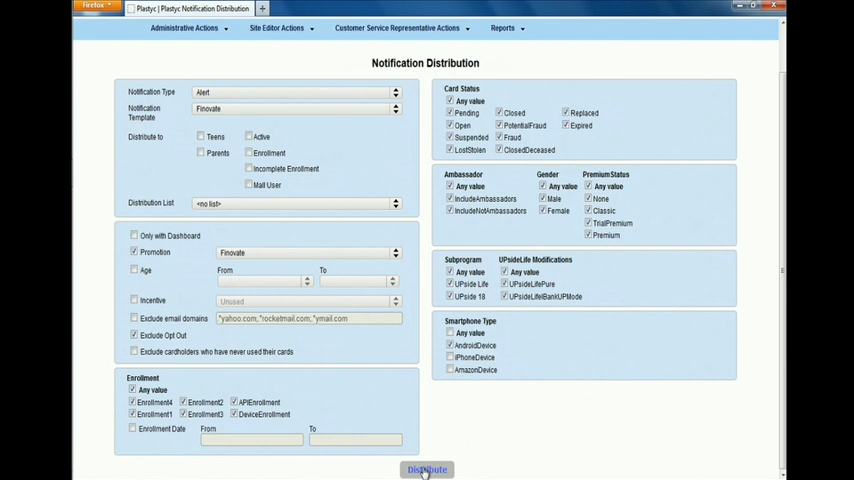 Firefox
Plastyc | Plastyc Notification Distribution
Administrative Actions
Site Editor Actions
Customer Service Representative Actions
Reports
Notification Distribution
Notification Type
Alert
Notification Template
Finovate
Distribute to
Teens
Active
Parents
Enrollment
Incomplete Enrollment
Mall User
Distribution List
<no list>
Only with Dashboard
Promotion
Finovate
Age
From
To
Incentive
Unused
Exclude email domains
*yahoo.com; *rocketmail.com; *ymail.com
Exclude Opt Out
Exclude cardholders who have never used their cards
Enrollment
Any value
Enrollment4
Enrollment2
APIEnrollment
Enrollment1
Enrollment3
DeviceEnrollment
Enrollment Date
From
To
Card Status
Any value
Pending
Closed
Replaced
Open
PotentialFraud
Expired
Suspended
Fraud
LostStolen
ClosedDeceased
Ambassador
Gender
PremiumStatus
Any value
Any value
Any value
IncludeAmbassadors
Male
None
IncludeNotAmbassadors
Female
Classic
TrialPremium
Premium
Subprogram
UPsideLife Modifications
Any value
Any value
UPside Life
UPsideLifePure
UPside 18
UPsideLifeIBankUPMode
Smartphone Type
Any value
AndroidDevice
iPhoneDevice
AmazonDevice
Distribute